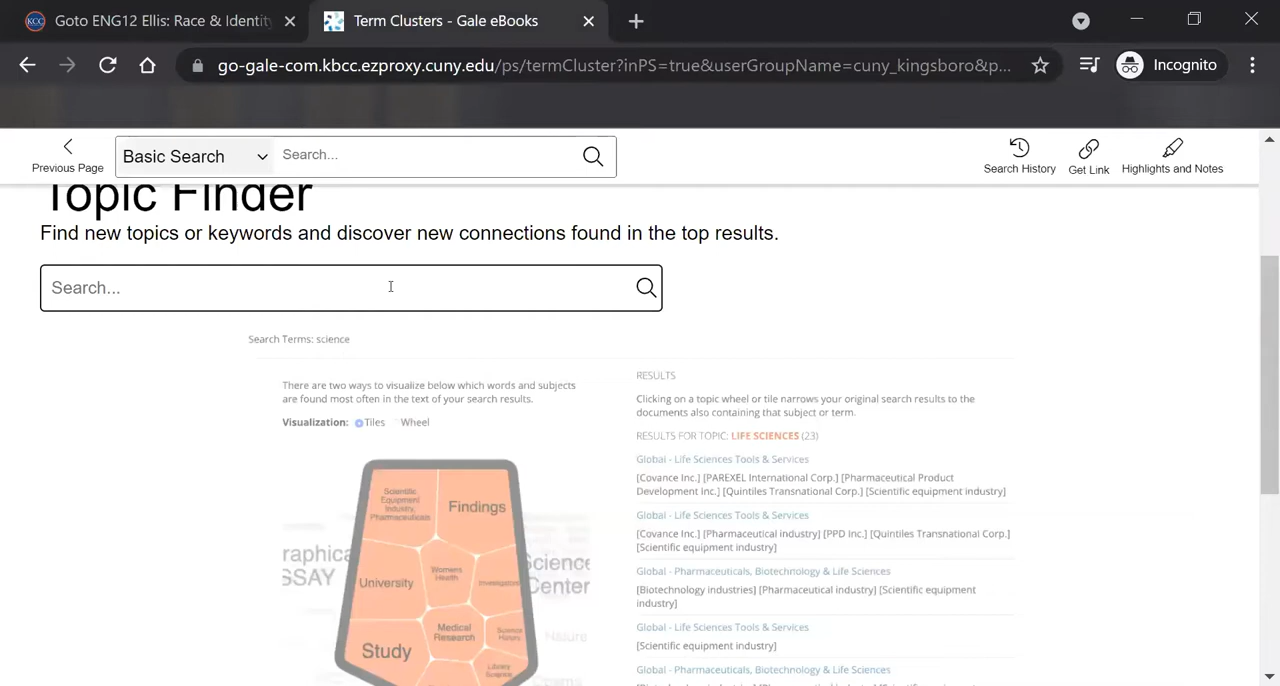 Goto ENG12 Ellis: Race & Identity
Term Clusters - Gale eBooks
go-gale-com.kbcc.ezproxy.cuny.edu/ps/termCluster?inPS=true&userGroupName=cuny_kingsboro&p...
Incognito
Previous Page
Basic Search
Search...
Search History
Get Link
Highlights and Notes
Topic Finder
Find new topics or keywords and discover new connections found in the top results.
Search...
Search Terms: science
There are two ways to visualize below which words and subjects
are found most often in the text of your search results.
Visualization: Tiles Wheel
Scientific
Equipment
Industry,
Pharmaceuticals
Findings
University
Womens
Health
Investigators
Study
Medical
Research
Science
History
Library
Science
raphica
SSAY
Science
Center
Nature
RESULTS
Clicking on a topic wheel or tile narrows your original search results to the
documents also containing that subject or term.
RESULTS FOR TOPIC: LIFE SCIENCES (23)
Global - Life Sciences Tools & Services
[Covance Inc.] [PAREXEL International Corp.] [Pharmaceutical Product
Development Inc.] [Quintiles Transnational Corp.] [Scientific equipment industry]
Global - Life Sciences Tools & Services
[Covance Inc.] [Pharmaceutical industry] [PPD Inc.] [Quintiles Transnational Corp.]
[Scientific equipment industry]
Global - Pharmaceuticals, Biotechnology & Life Sciences
[Biotechnology industries] [Pharmaceutical industry] [Scientific equipment
industry]
Global - Life Sciences Tools & Services
[Scientific equipment industry]
Global - Pharmaceuticals, Biotechnology & Life Sciences